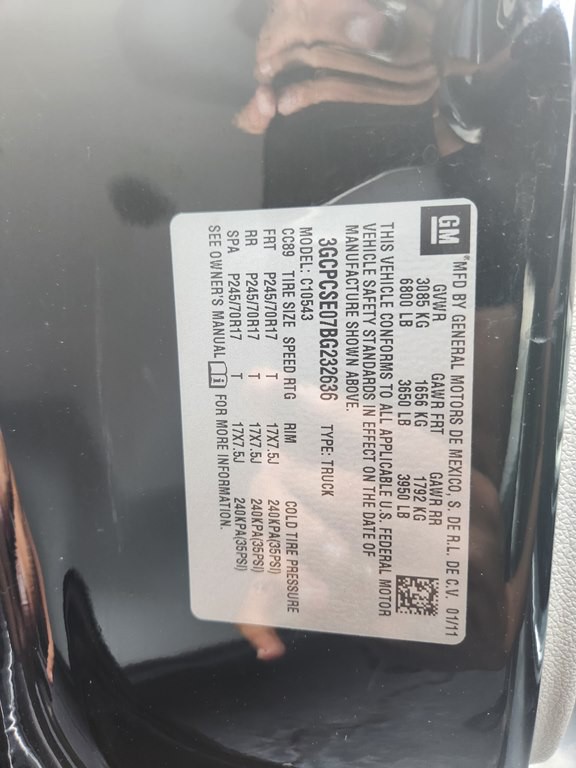 GM ® MFD BY GENERAL MOTORS DE MEXICO, S. DE R.L. DE C.V. 01/11
GVWR GAWR FRT GAWR RR
3085 KG 1656 KG 1792 KG
6800 LB 3650 LB 3950 LB
THIS VEHICLE CONFORMS TO ALL APPLICABLE U.S. FEDERAL MOTOR
VEHICLE SAFETY STANDARDS IN EFFECT ON THE DATE OF
MANUFACTURE SHOWN ABOVE.
3GCPCSE07BG232636 TYPE: TRUCK
MODEL: C10543
CC89 TIRE SIZE SPEED RTG RIM COLD TIRE PRESSURE
FRT P245/70R17 T 17X7.5J 240KPA(35PSI)
RR P245/70R17 T 17X7.5J 240KPA(35PSI)
SPA P245/70R17 T 17X7.5J 240KPA(35PSI)
SEE OWNER'S MANUAL i FOR MORE INFORMATION.